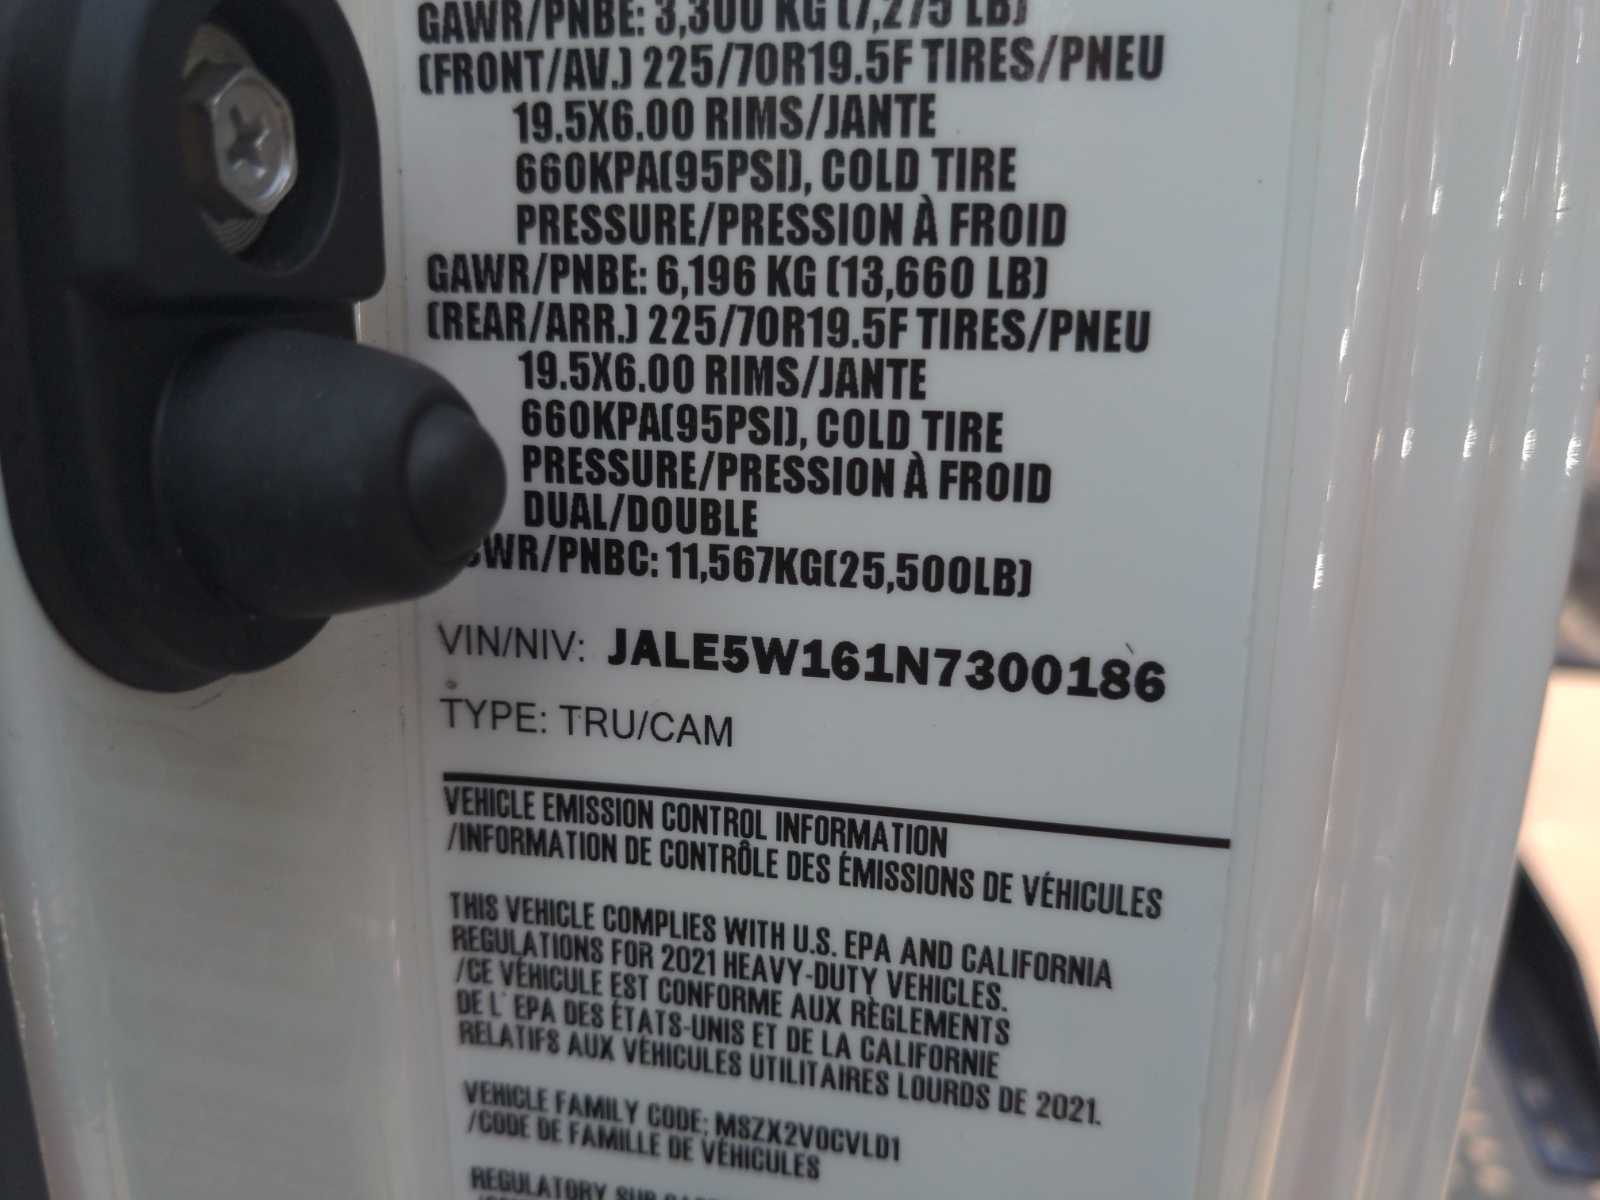 GAWR/PNBE: 3,300 KG (7,275 LB)
(FRONT/AV.) 225/70R19.5F TIRES/PNEU
19.5X6.00 RIMS/JANTE
660KPA(95PSI), COLD TIRE
PRESSURE/PRESSION À FROID
GAWR/PNBE: 6,196 KG (13,660 LB)
(REAR/ARR.) 225/70R19.5F TIRES/PNEU
19.5X6.00 RIMS/JANTE
660KPA(95PSI), COLD TIRE
PRESSURE/PRESSION À FROID
DUAL/DOUBLE
CWR/PNBC: 11,567KG(25,500LB)
VIN/NIV: JALE5W161N7300186
TYPE: TRU/CAM
VEHICLE EMISSION CONTROL INFORMATION
/INFORMATION DE CONTRÔLE DES ÉMISSIONS DE VÉHICULES
THIS VEHICLE COMPLIES WITH U.S. EPA AND CALIFORNIA
REGULATIONS FOR 2021 HEAVY-DUTY VEHICLES.
/CE VÉHICULE EST CONFORME AUX RÈGLEMENTS
DE L' EPA DES ÉTATS-UNIS ET DE LA CALIFORNIE
RELATIFS AUX VÉHICULES UTILITAIRES LOURDS DE 2021.
VEHICLE FAMILY CODE: MSZX2VOCVLD1
/CODE DE FAMILLE DE VÉHICULES
REGULATORY